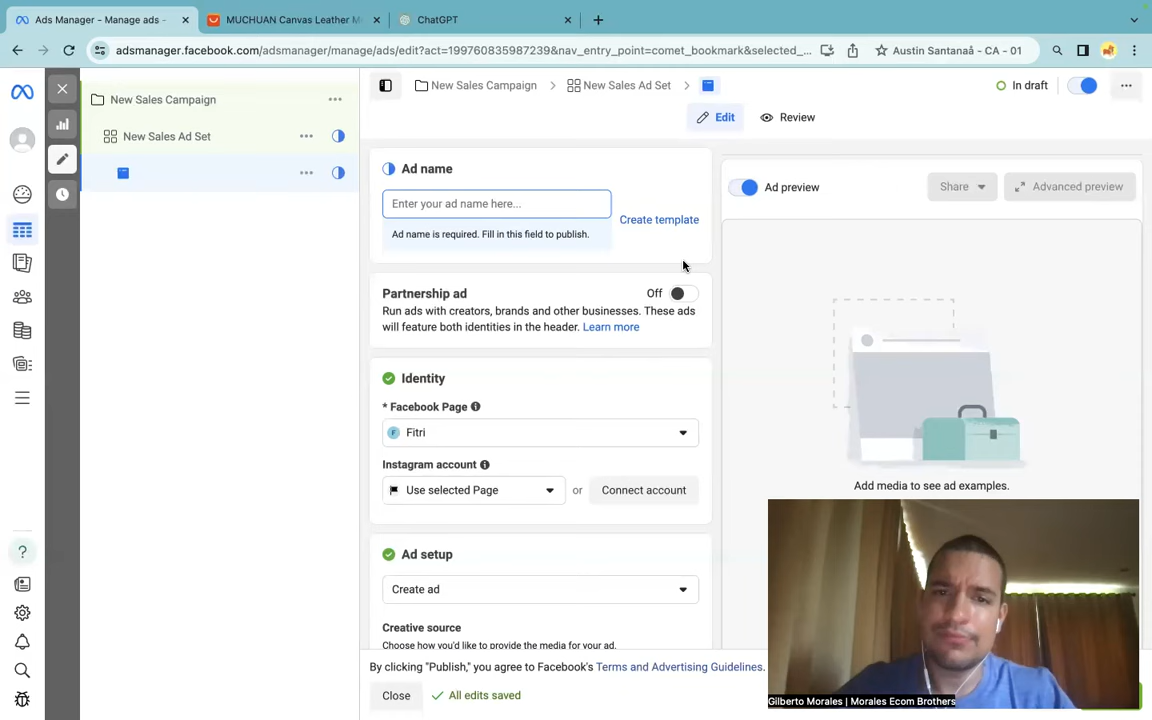 Ads Manager - Manage ads -
MUCHUAN Canvas Leather M
ChatGPT
adsmanager.facebook.com/adsmanager/manage/ads/edit?act=199760835987239&nav_entry_point=comet_bookmark&selected_...
Austin Santanaå - CA - 01
New Sales Campaign
New Sales Ad Set
New Sales Campaign
New Sales Ad Set
In draft
Edit
Review
Ad name
Enter your ad name here...
Create template
Ad name is required. Fill in this field to publish.
Partnership ad
Off
Run ads with creators, brands and other businesses. These ads
will feature both identities in the header. Learn more
Identity
* Facebook Page
F Fitri
Instagram account
Use selected Page
or
Connect account
Ad setup
Create ad
Creative source
Choose how you'd like to provide the media for your ad.
Ad preview
Share
Advanced preview
Add media to see ad examples.
By clicking "Publish," you agree to Facebook's Terms and Advertising Guidelines.
Close
All edits saved
Gilberto Morales | Morales Ecom Brothers